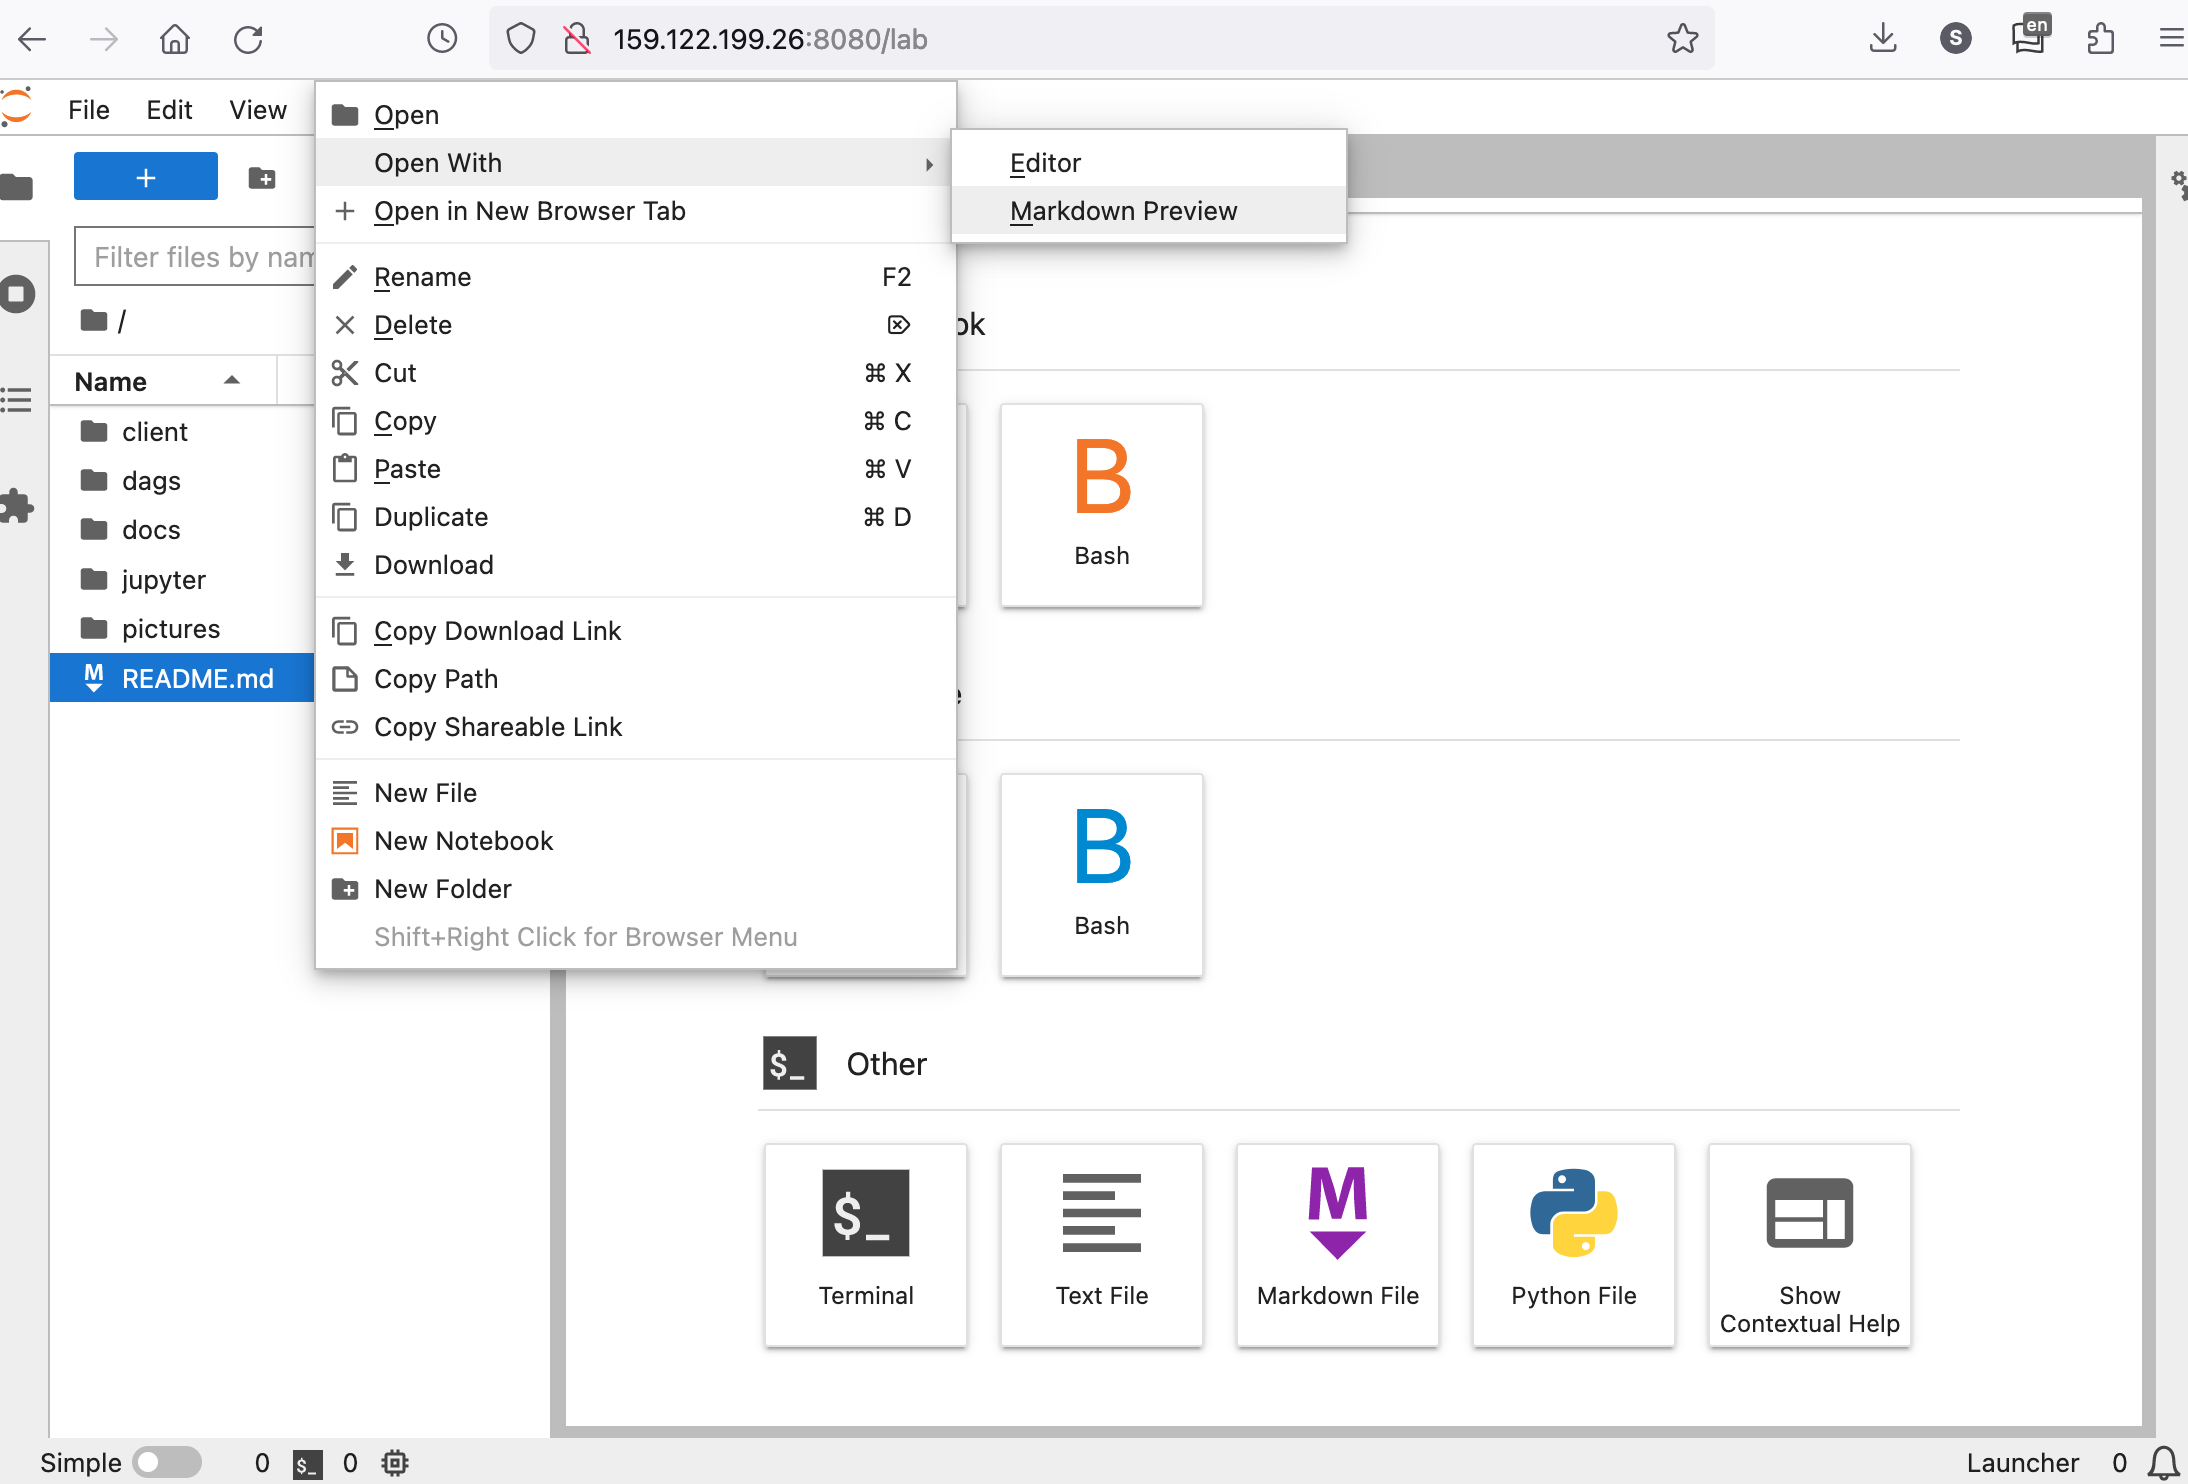 159.122.199.26:8080/lab
S
en
File Edit View
Open
Open With
Editor
Open in New Browser Tab
Markdown Preview
+
Filter files by nam
Rename F2
/
Delete
ok
Name
Cut ⌘ X
Copy ⌘ C
Paste ⌘ V
Duplicate ⌘ D
Download
client
dags
docs
jupyter
pictures
README.md
Copy Download Link
Copy Path
Copy Shareable Link
New File
New Notebook
New Folder
Shift+Right Click for Browser Menu
B
Bash
B
Bash
$_ Other
$_
Terminal
Text File
M
Markdown File
Python File
Show
Contextual Help
Simple 0 $_ 0
Launcher 0